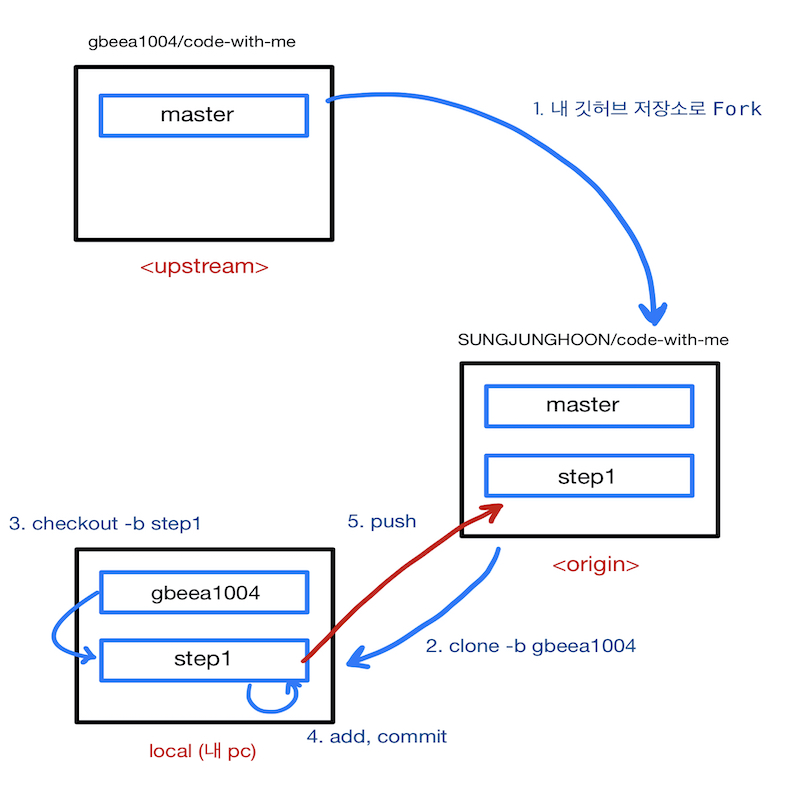 gbeea1004/code-with-me
master
1. 내 깃허브 저장소로 Fork
<upstream>
SUNGJUNGHOON/code-with-me
master
step1
<origin>
3. checkout -b step1
5. push
gbeea1004
step1
2. clone -b gbeea1004
4. add, commit
local (내 pc)